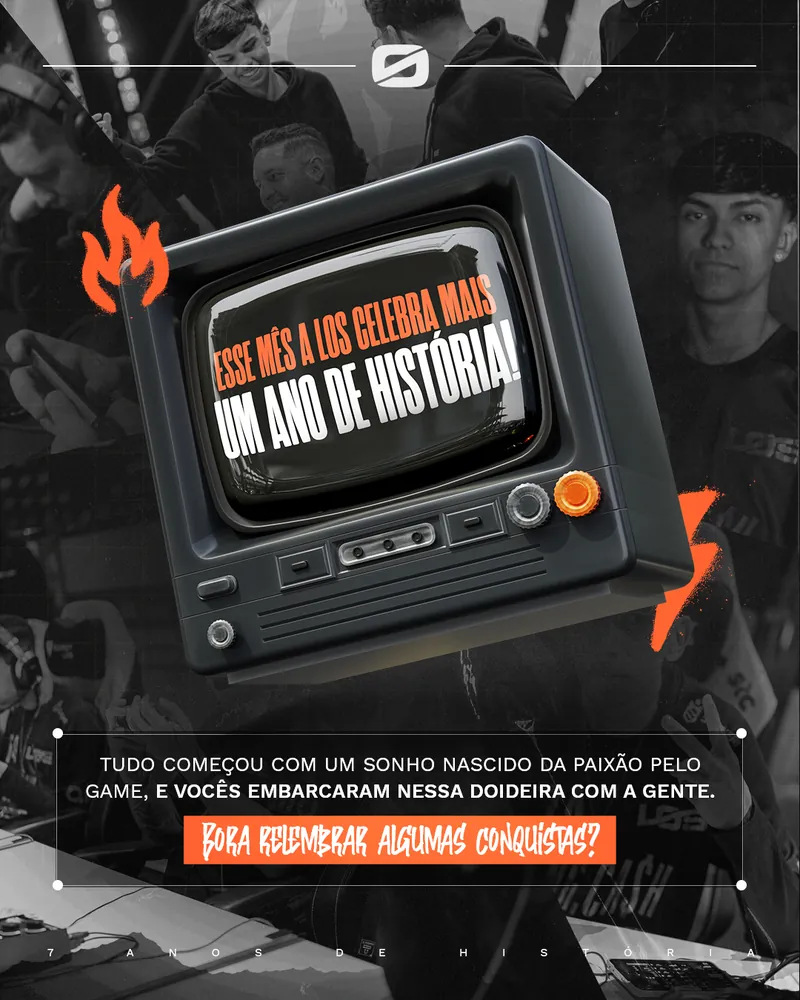 ESSE MÊS A LOS CELEBRA MAIS
UM ANO DE HISTÓRIA!
LOS
TUDO COMEÇOU COM UM SONHO NASCIDO DA PAIXÃO PELO
GAME, E VOCÊS EMBARCARAM NESSA DOIDEIRA COM A GENTE.
BORA RELEMBRAR ALGUMAS CONQUISTAS?
7 ANOS DE HISTÓRIA